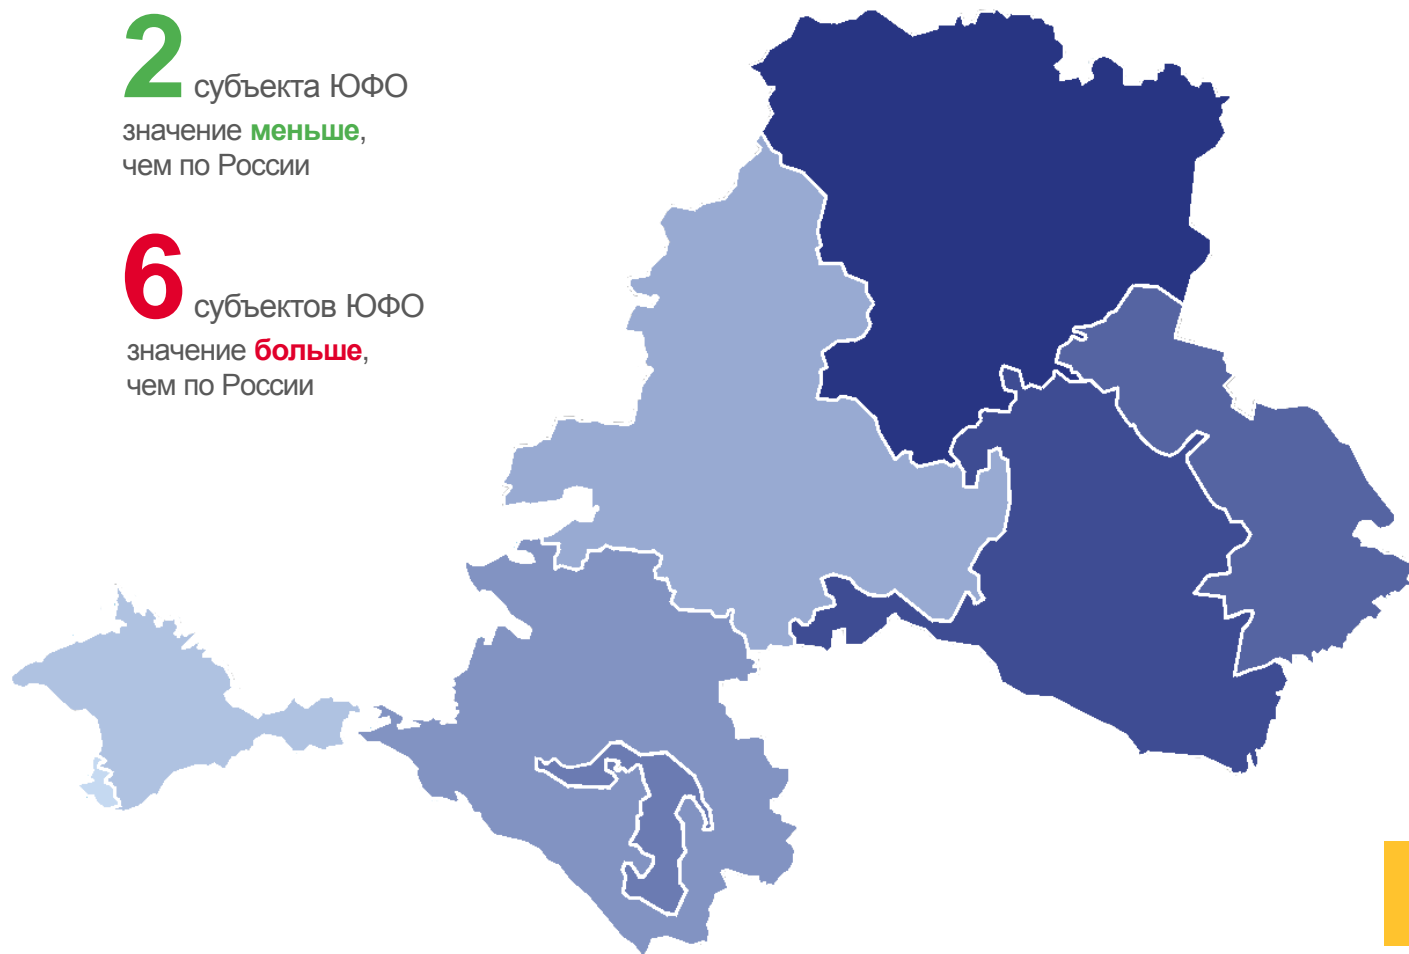 2 субъекта ЮФО
значение меньше,
чем по России
6 субъектов ЮФО
значение больше,
чем по России